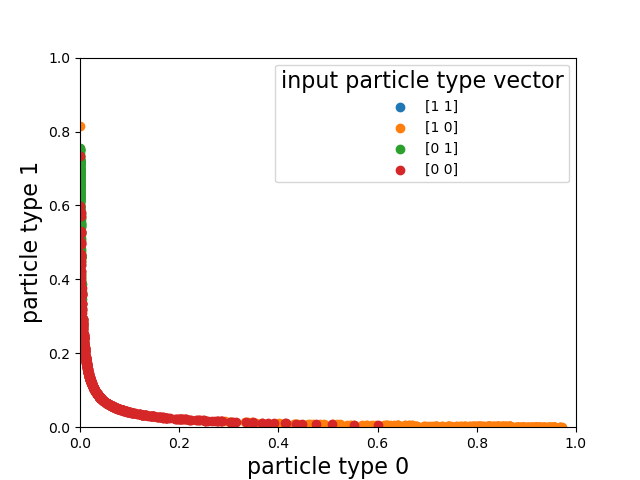 1.0
0.8
0.6
0.4
0.2
0.0
particle type 1
input particle type vector
[1 1]
[1 0]
[0 1]
[0 0]
0.0 0.2 0.4 0.6 0.8 1.0
particle type 0